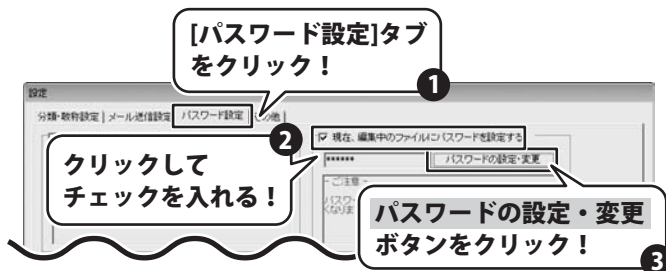 [パスワード設定]タブ
をクリック！
1
設定
分類・敬称設定 メール送信設定 パスワード設定
2
現在、編集中のファイルにパスワードを設定する
******
パスワードの設定・変更
クリックして
チェックを入れる！
ご注意
パスワードの設定・変更
ボタンをクリック！
3